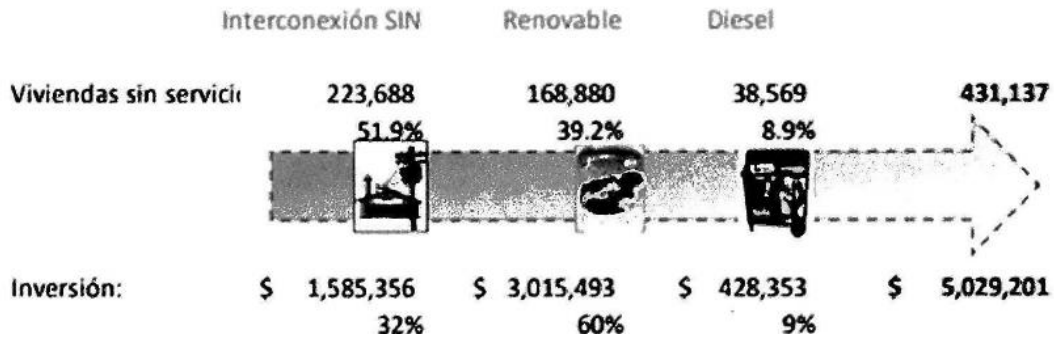 Interconexión SIN Renovable Diesel
Viviendas sin servici 223,688 168,880 38,569 431,137
51.9% 39.2% 8.9%
Inversión: $ 1,585,356 $ 3,015,493 $ 428,353 $ 5,029,201
32% 60% 9%